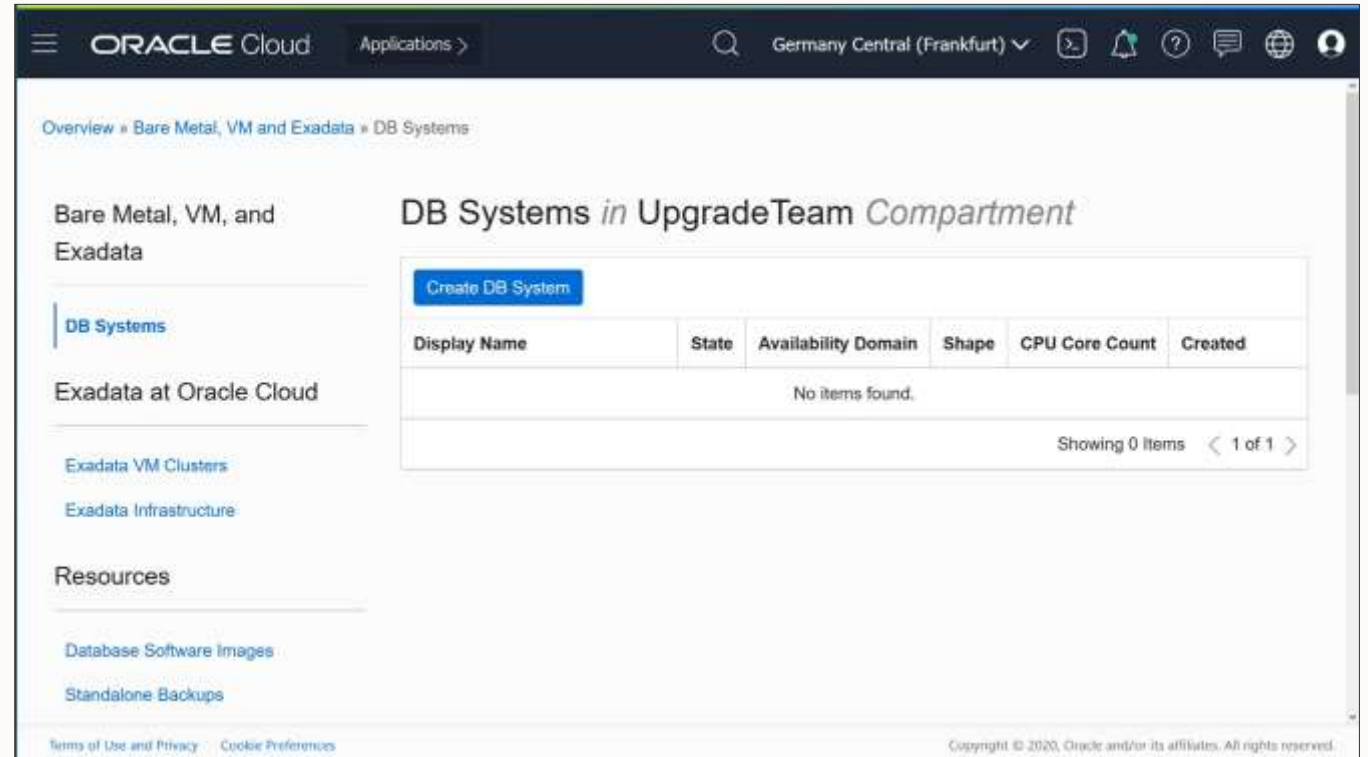 ORACLE Cloud
Applications >
Germany Central (Frankfurt)
Overview » Bare Metal, VM and Exadata » DB Systems
Bare Metal, VM, and
Exadata
DB Systems
Exadata at Oracle Cloud
Exadata VM Clusters
Exadata Infrastructure
Resources
Database Software Images
Standalone Backups
DB Systems in UpgradeTeam Compartment
Create DB System
Display Name State Availability Domain Shape CPU Core Count Created
No items found.
Showing 0 Items < 1 of 1 >
Terms of Use and Privacy Cookie Preferences
Copyright © 2020, Oracle and/or its affiliates. All rights reserved.